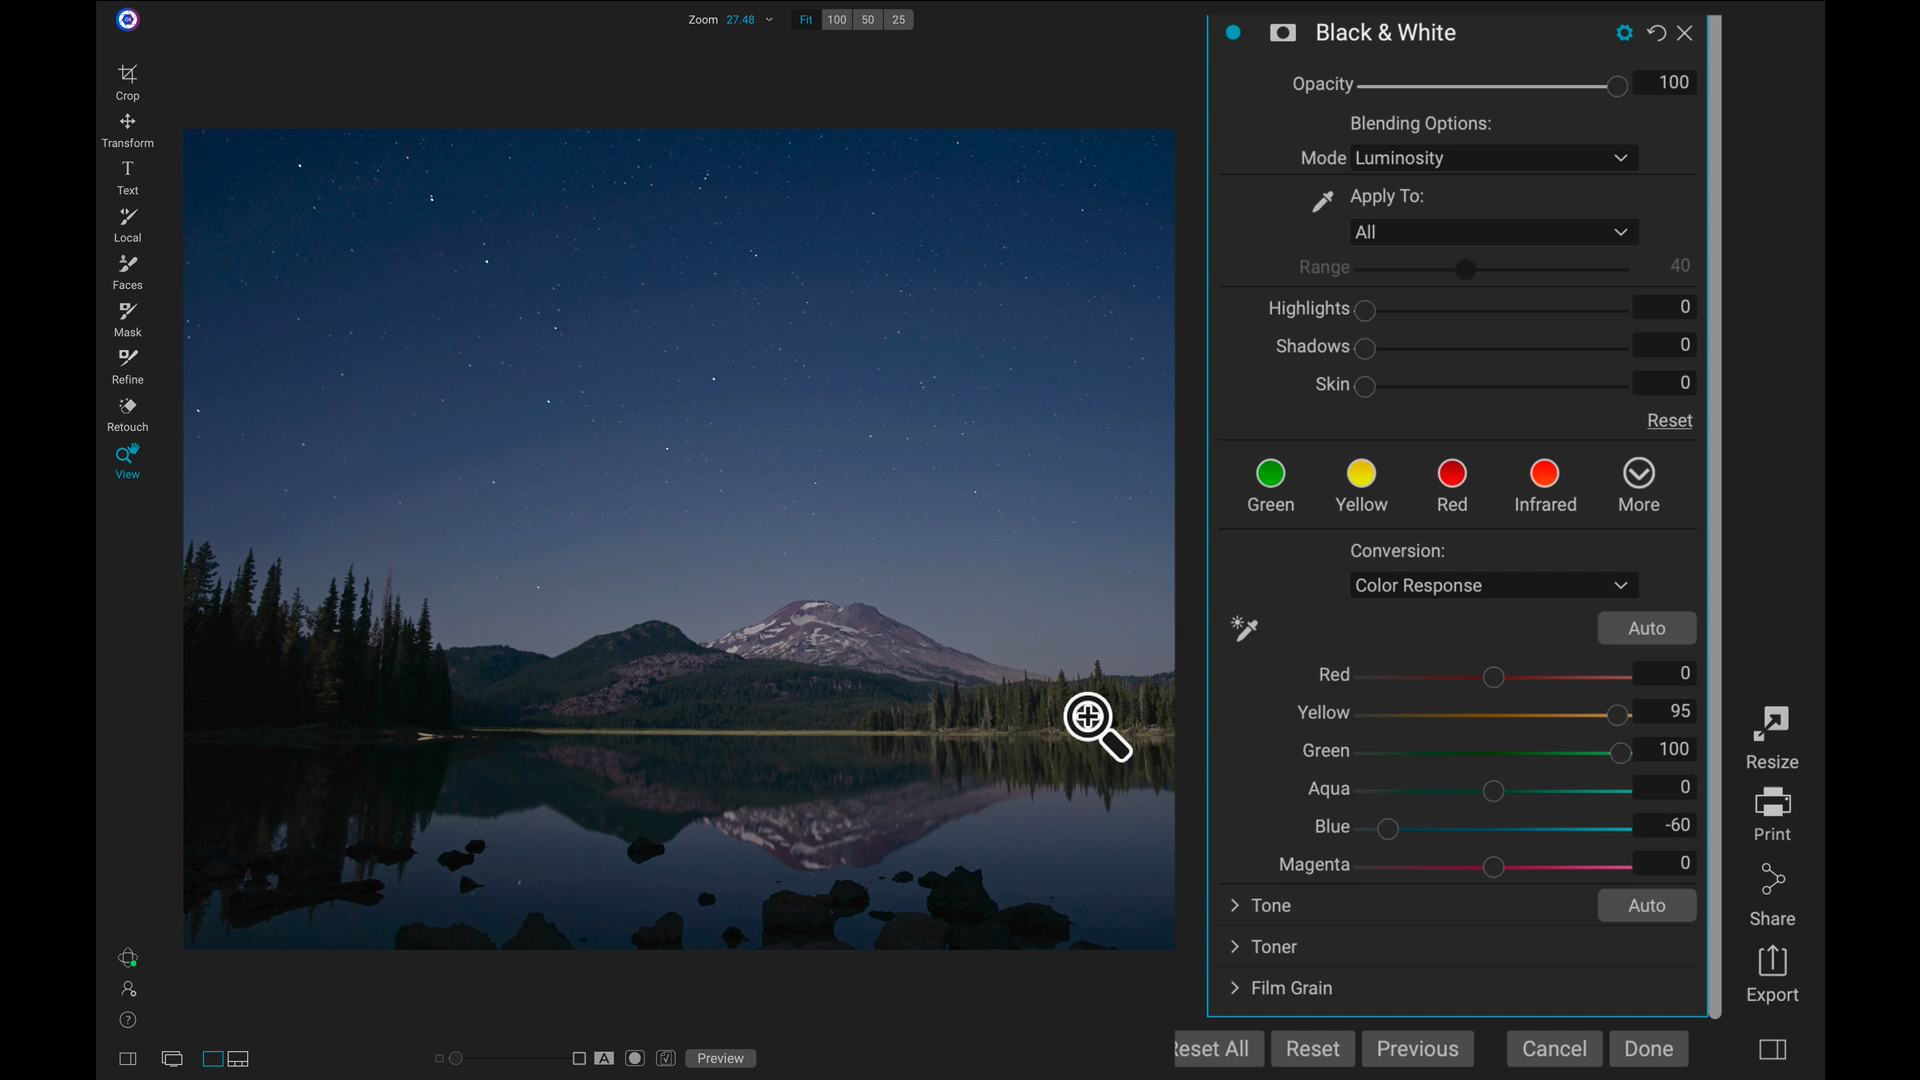 Zoom 27.48 Fit 100 50 25
Crop
Transform
Text
Local
Faces
Mask
Refine
Retouch
View
Black & White
Opacity 100
Blending Options:
Mode Luminosity
Apply To:
All
Range 40
Highlights 0
Shadows 0
Skin 0
Reset
Green Yellow Red Infrared More
Conversion:
Color Response
Auto
Red 0
Yellow 95
Green 100
Aqua 0
Blue -60
Magenta 0
Tone Auto
Toner
Film Grain
Resize
Print
Share
Export
A Preview
eset All Reset Previous Cancel Done